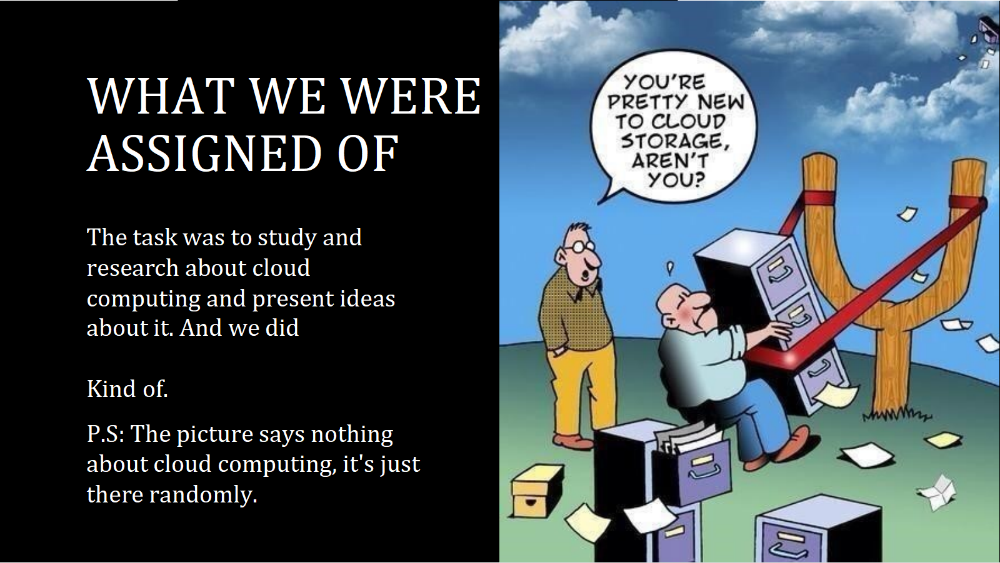 WHAT WE WERE
ASSIGNED OF
The task was to study and
research about cloud
computing and present ideas
about it. And we did
Kind of.
P.S: The picture says nothing
about cloud computing, it's just
there randomly.
YOU'RE
PRETTY NEW
TO CLOUD
STORAGE,
AREN'T
YOU?